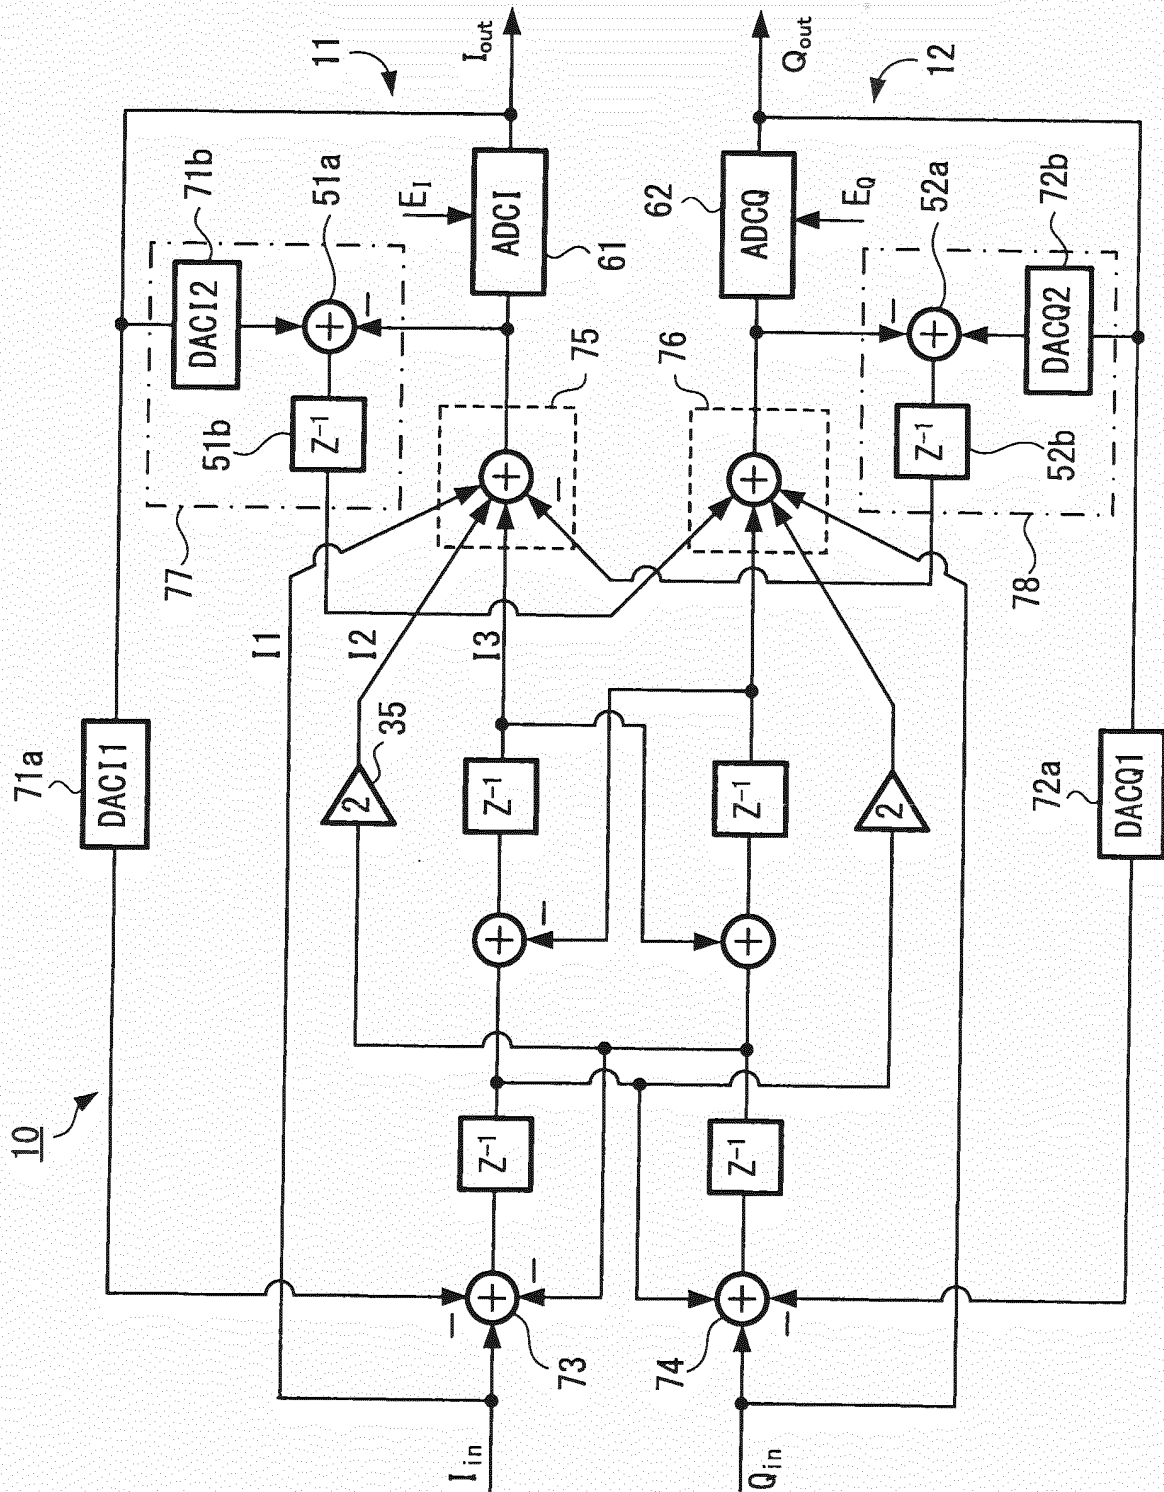 10
11
12
71a
DACI1
71b
DACI2
51a
51b
Z⁻¹
77
I1
I2
I3
35
2
I_in
73
Z⁻¹
Z⁻¹
75
E_I
ADCI
61
I_out
Q_in
74
Z⁻¹
Z⁻¹
76
62
ADCQ
E_Q
Q_out
2
52a
52b
Z⁻¹
72b
DACQ2
78
72a
DACQ1
+
+
+
+
+
+
+
+
−
−
−
−
−
−
−